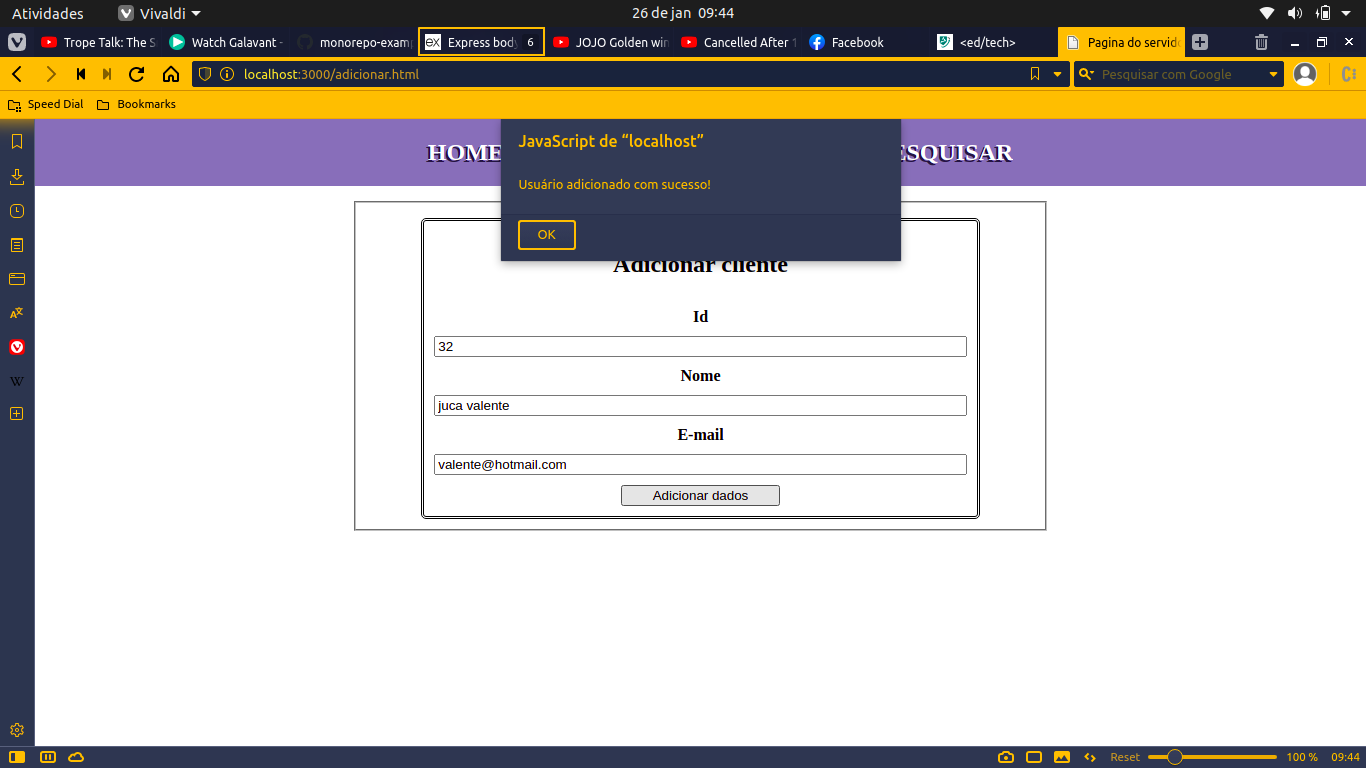 Atividades Vivaldi 26 de jan 09:44
Trope Talk: The S Watch Galavant - monorepo-exam Express body 6 JOJO Golden win Cancelled After 1 Facebook <ed/tech> Pagina do servido
localhost:3000/adicionar.html Pesquisar com Google
Speed Dial Bookmarks
HOME ESQUISAR
JavaScript de “localhost”
Usuário adicionado com sucesso!
OK
Adicionar cliente
Id
32
Nome
juca valente
E-mail
valente@hotmail.com
Adicionar dados
Reset 100 % 09:44